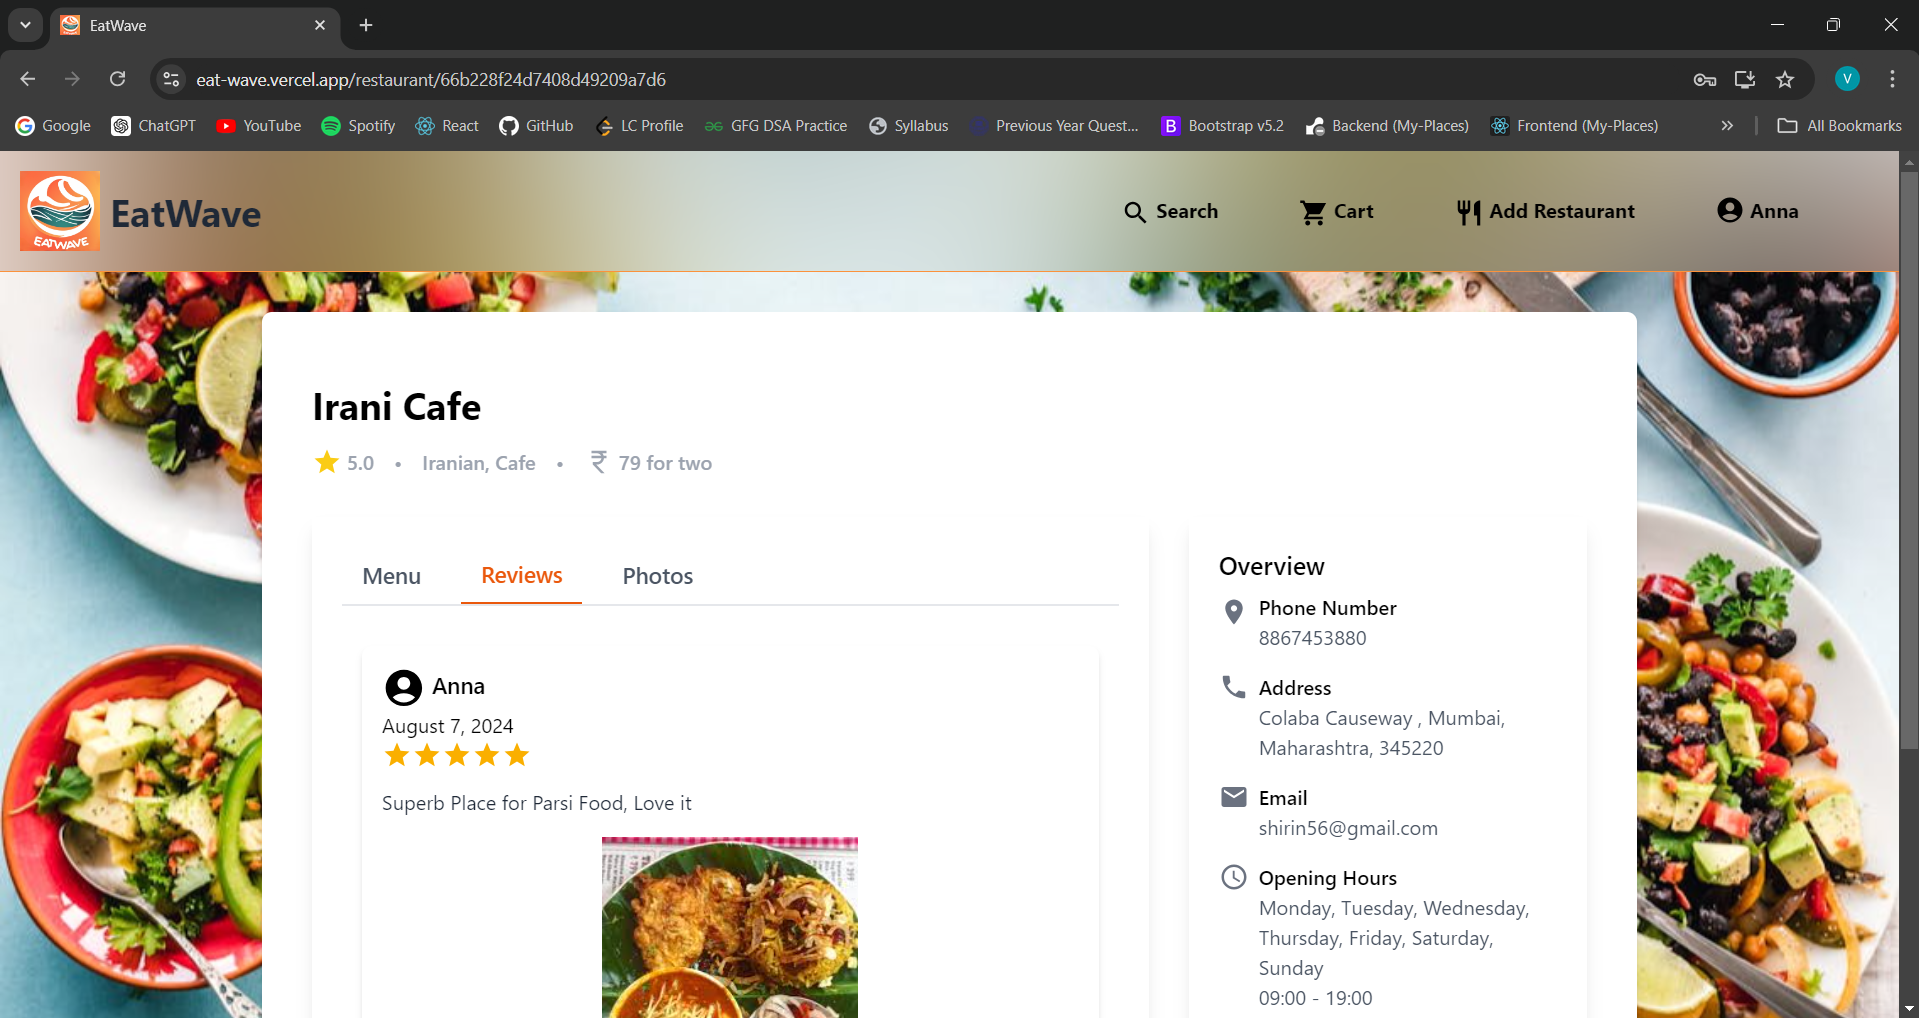 EatWave
eat-wave.vercel.app/restaurant/66b228f24d7408d49209a7d6
V
Google
ChatGPT
YouTube
Spotify
React
GitHub
LC Profile
GFG DSA Practice
Syllabus
Previous Year Quest...
B
Bootstrap v5.2
Backend (My-Places)
Frontend (My-Places)
»
All Bookmarks
EATWAVE
EatWave
Search
Cart
Add Restaurant
Anna
Irani Cafe
5.0 • Iranian, Cafe • ₹ 79 for two
Menu
Reviews
Photos
Anna
August 7, 2024
Superb Place for Parsi Food, Love it
Overview
Phone Number
8867453880
Address
Colaba Causeway , Mumbai,
Maharashtra, 345220
Email
shirin56@gmail.com
Opening Hours
Monday, Tuesday, Wednesday,
Thursday, Friday, Saturday,
Sunday
09:00 - 19:00